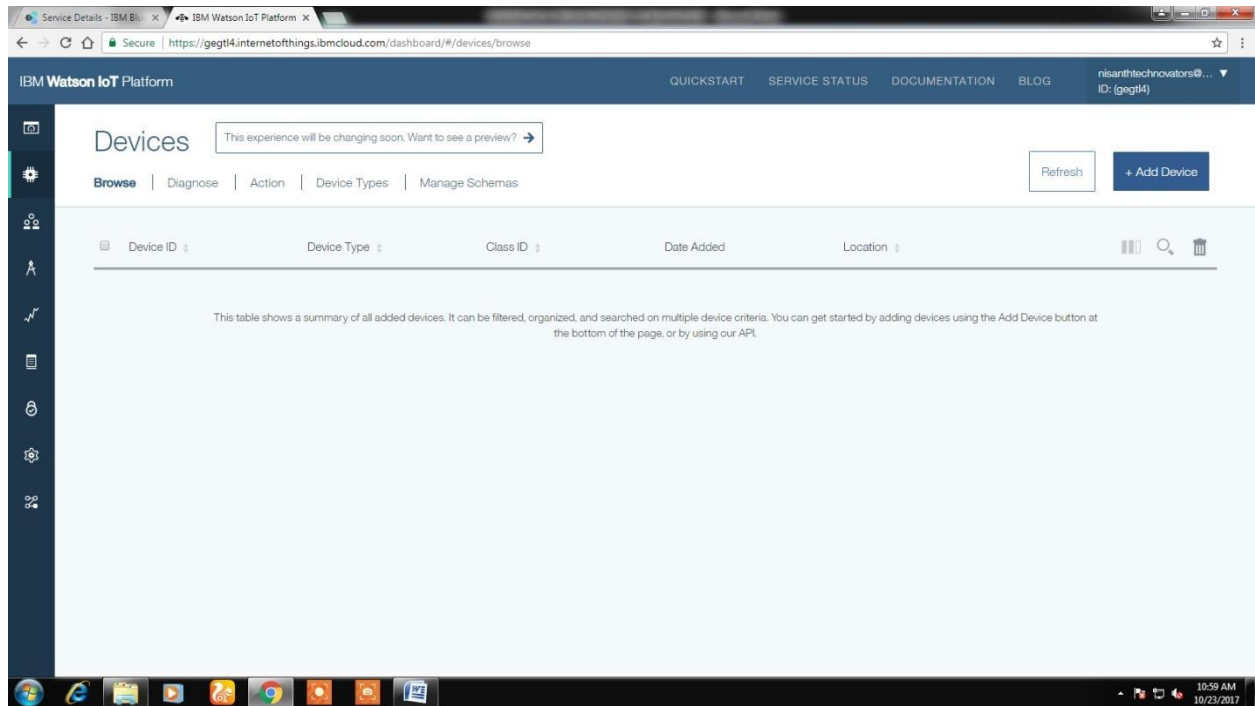 Service Details - IBM Blu
IBM Watson IoT Platform
Secure | https://gegtl4.internetofthings.ibmcloud.com/dashboard/#/devices/browse
IBM Watson IoT Platform
QUICKSTART SERVICE STATUS DOCUMENTATION BLOG
nisanthtechnovators@...
ID: (gegtl4)
Devices
This experience will be changing soon. Want to see a preview? →
Browse | Diagnose | Action | Device Types | Manage Schemas
Refresh
+ Add Device
Device ID Device Type Class ID Date Added Location
This table shows a summary of all added devices. It can be filtered, organized, and searched on multiple device criteria. You can get started by adding devices using the Add Device button at
the bottom of the page, or by using our API.
10:59 AM
10/23/2017